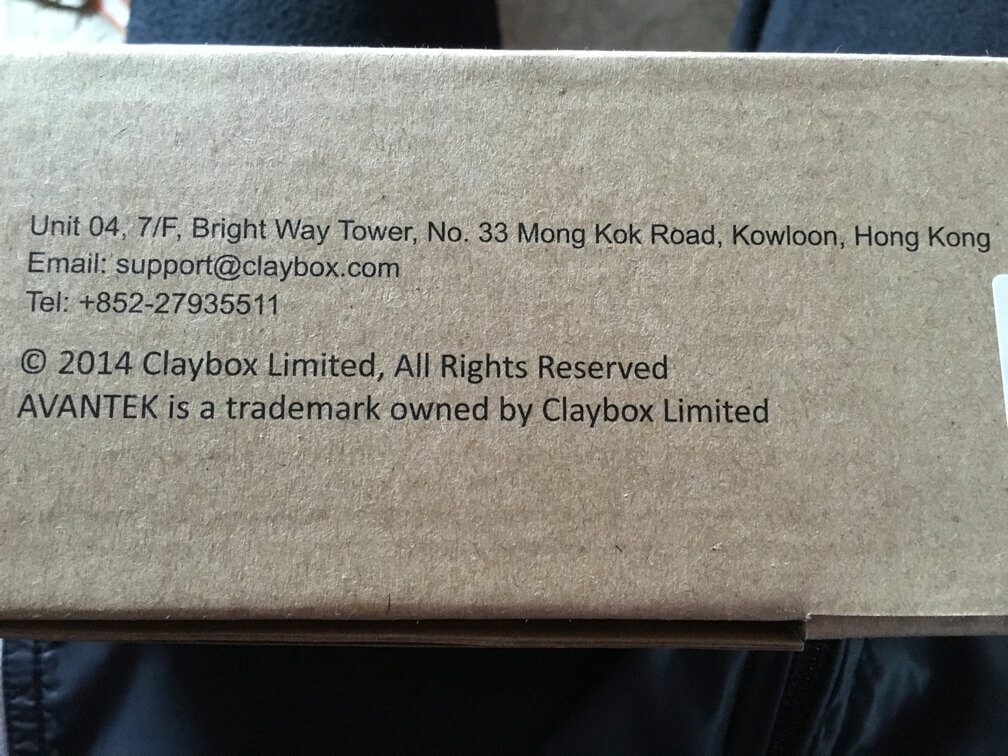 Unit 04, 7/F, Bright Way Tower, No. 33 Mong Kok Road, Kowloon, Hong Kong
Email: support@claybox.com
Tel: +852-27935511
© 2014 Claybox Limited, All Rights Reserved
AVANTEK is a trademark owned by Claybox Limited